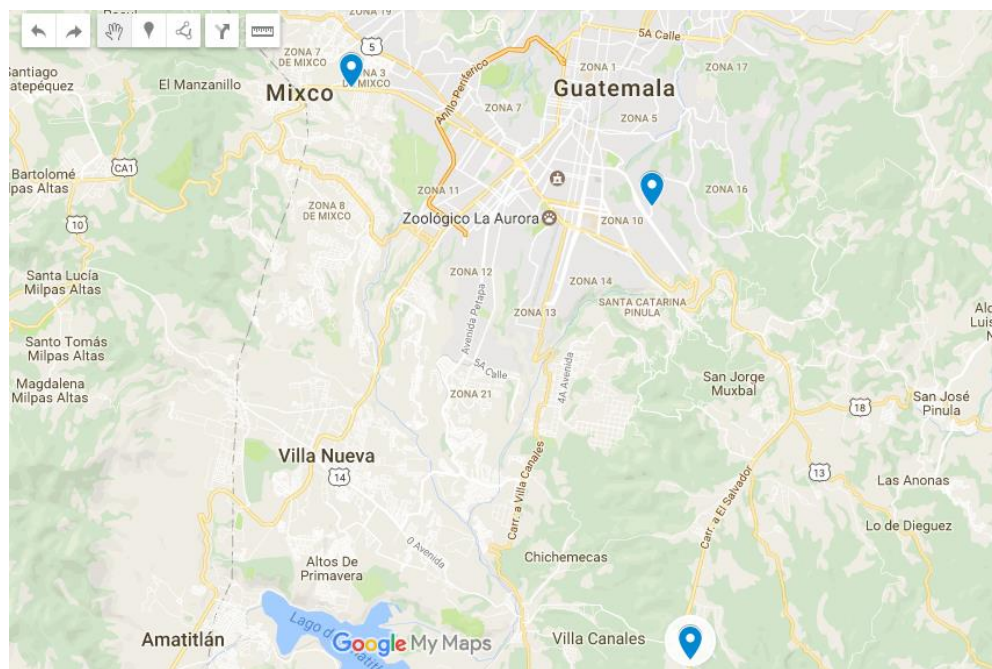 5A Calle
ZONA 7
DE MIXCO
5
ZONA 1
ZONA 17
Santiago
atepéquez
El Manzanillo
ZONA 3
DE MIXCO
Mixco
Anillo Periférico
Guatemala
ZONA 7
ZONA 5
CA1
Bartolomé
ilpas Altas
ZONA 11
ZONA 16
10
ZONA 8
DE MIXCO
Zoológico La Aurora
ZONA 10
Santa Lucía
Milpas Altas
ZONA 12
ZONA 14
Avenida Petapa
ZONA 13
SANTA CATARINA
PINULA
Santo Tomás
Milpas Altas
5A Calle
4A Avenida
Magdalena
Milpas Altas
ZONA 21
San Jorge
Muxbal
18
San José
Pinula
Villa Nueva
14
Carr. a Villa Canales
Carr. a El Salvador
13
Las Anonas
0 Avenida
Lo de Dieguez
Altos De
Primavera
Chichemecas
Amatitlán
Google My Maps
Villa Canales